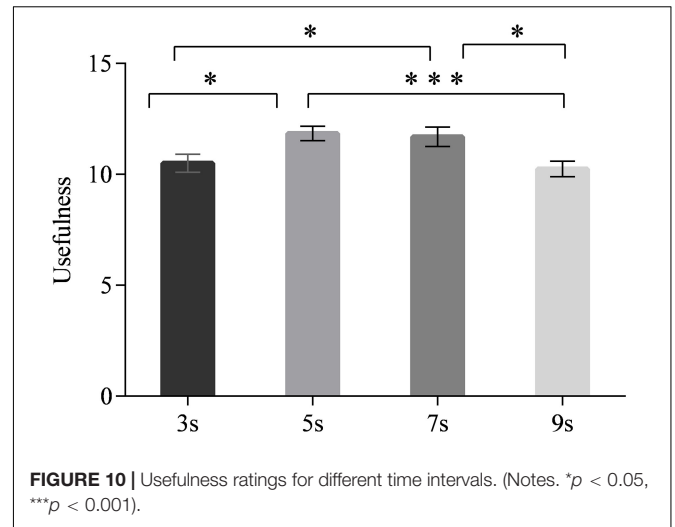 *
*
*
* * *
15
10
5
0
Usefulness
3s 5s 7s 9s
FIGURE 10 | Usefulness ratings for different time intervals. (Notes. *p < 0.05,
***p < 0.001).